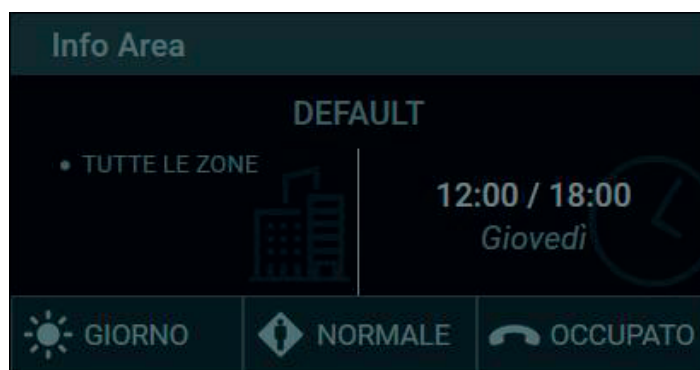 Info Area
DEFAULT
• TUTTE LE ZONE
12:00 / 18:00
Giovedì
GIORNO
NORMALE
OCCUPATO